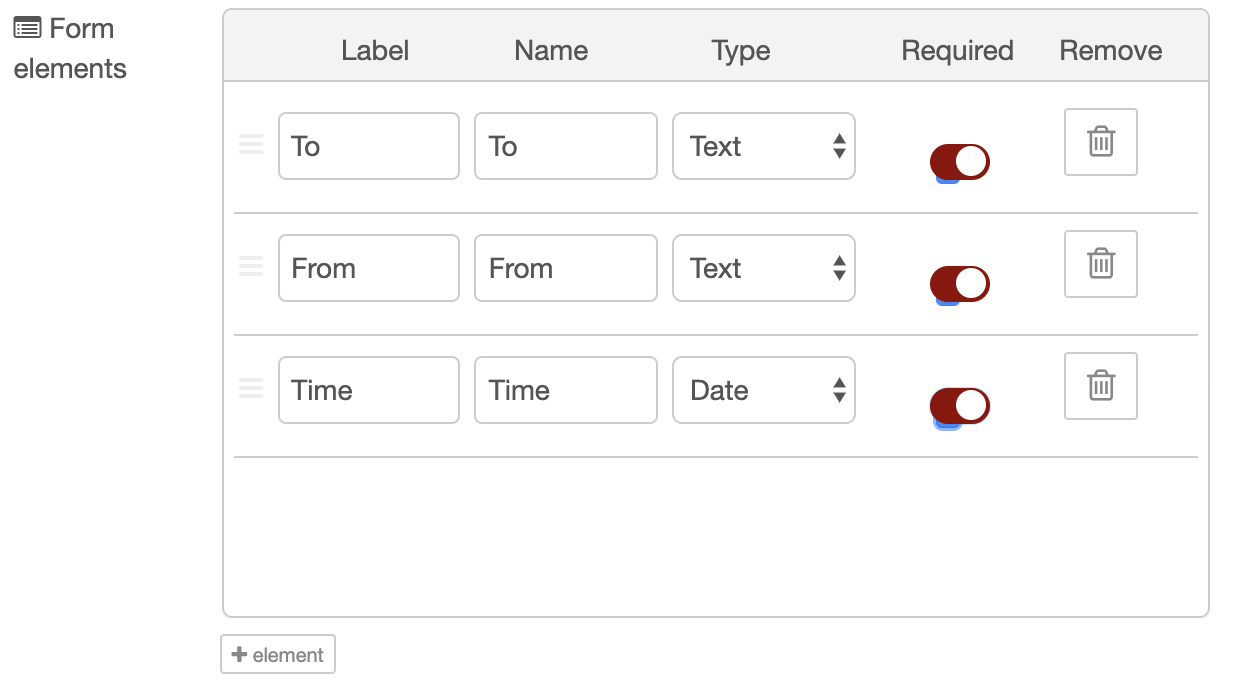 Form
elements
Label Name Type Required Remove
To To Text
From From Text
Time Time Date
element